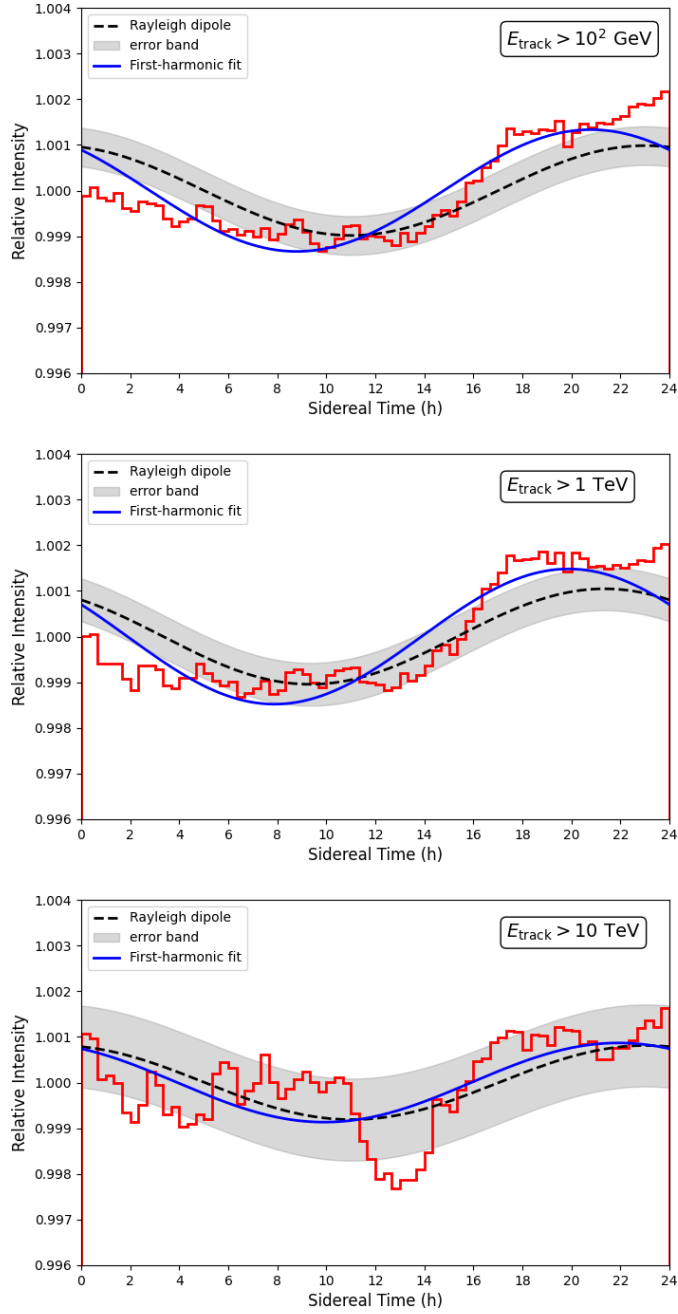 1.004
1.003
1.002
1.001
1.000
0.999
0.998
0.997
0.996
Relative Intensity
Rayleigh dipole
error band
First-harmonic fit
E_track > 10² GeV
0 2 4 6 8 10 12 14 16 18 20 22 24
Sidereal Time (h)
1.004
1.003
1.002
1.001
1.000
0.999
0.998
0.997
0.996
Relative Intensity
Rayleigh dipole
error band
First-harmonic fit
E_track > 1 TeV
0 2 4 6 8 10 12 14 16 18 20 22 24
Sidereal Time (h)
1.004
1.003
1.002
1.001
1.000
0.999
0.998
0.997
0.996
Relative Intensity
Rayleigh dipole
error band
First-harmonic fit
E_track > 10 TeV
0 2 4 6 8 10 12 14 16 18 20 22 24
Sidereal Time (h)